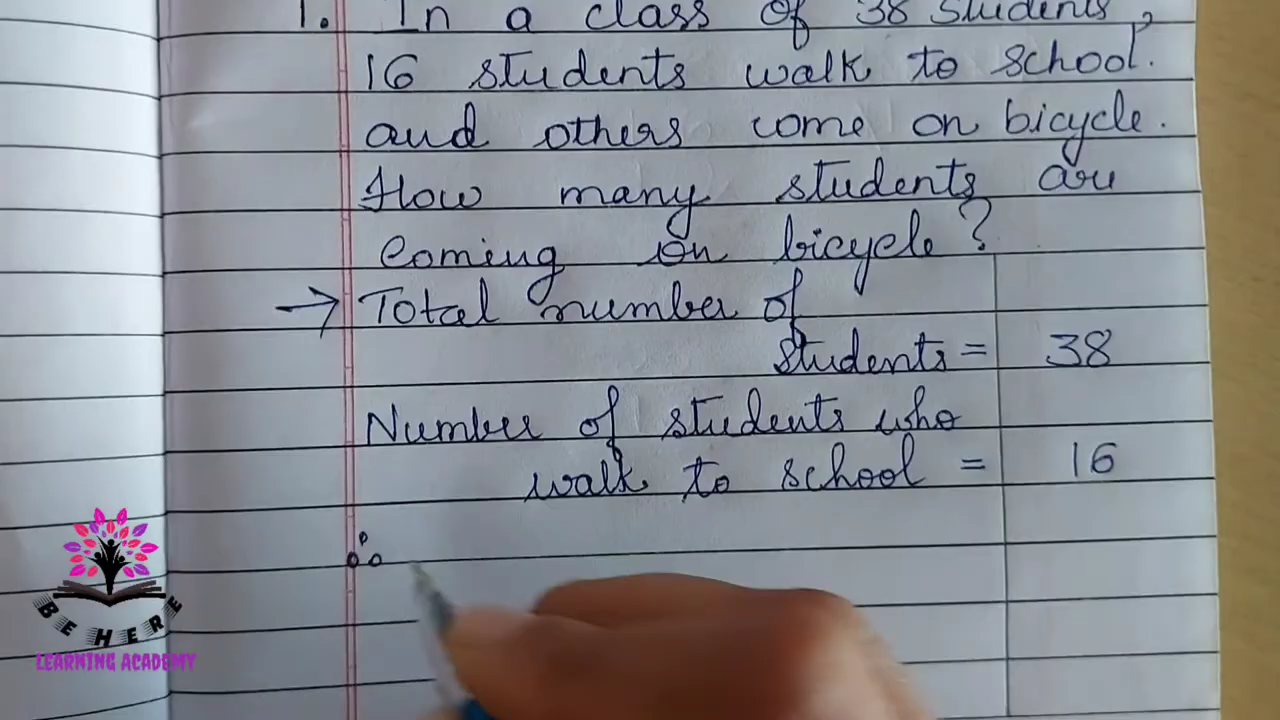 1. In a class of 38 students,
16 students walk to school.
and others come on bicycle.
How many students are
coming on bicycle?
→ Total number of
students = 38
Number of students who
walk to school = 16
∴
BEHERE
LEARNING ACADEMY